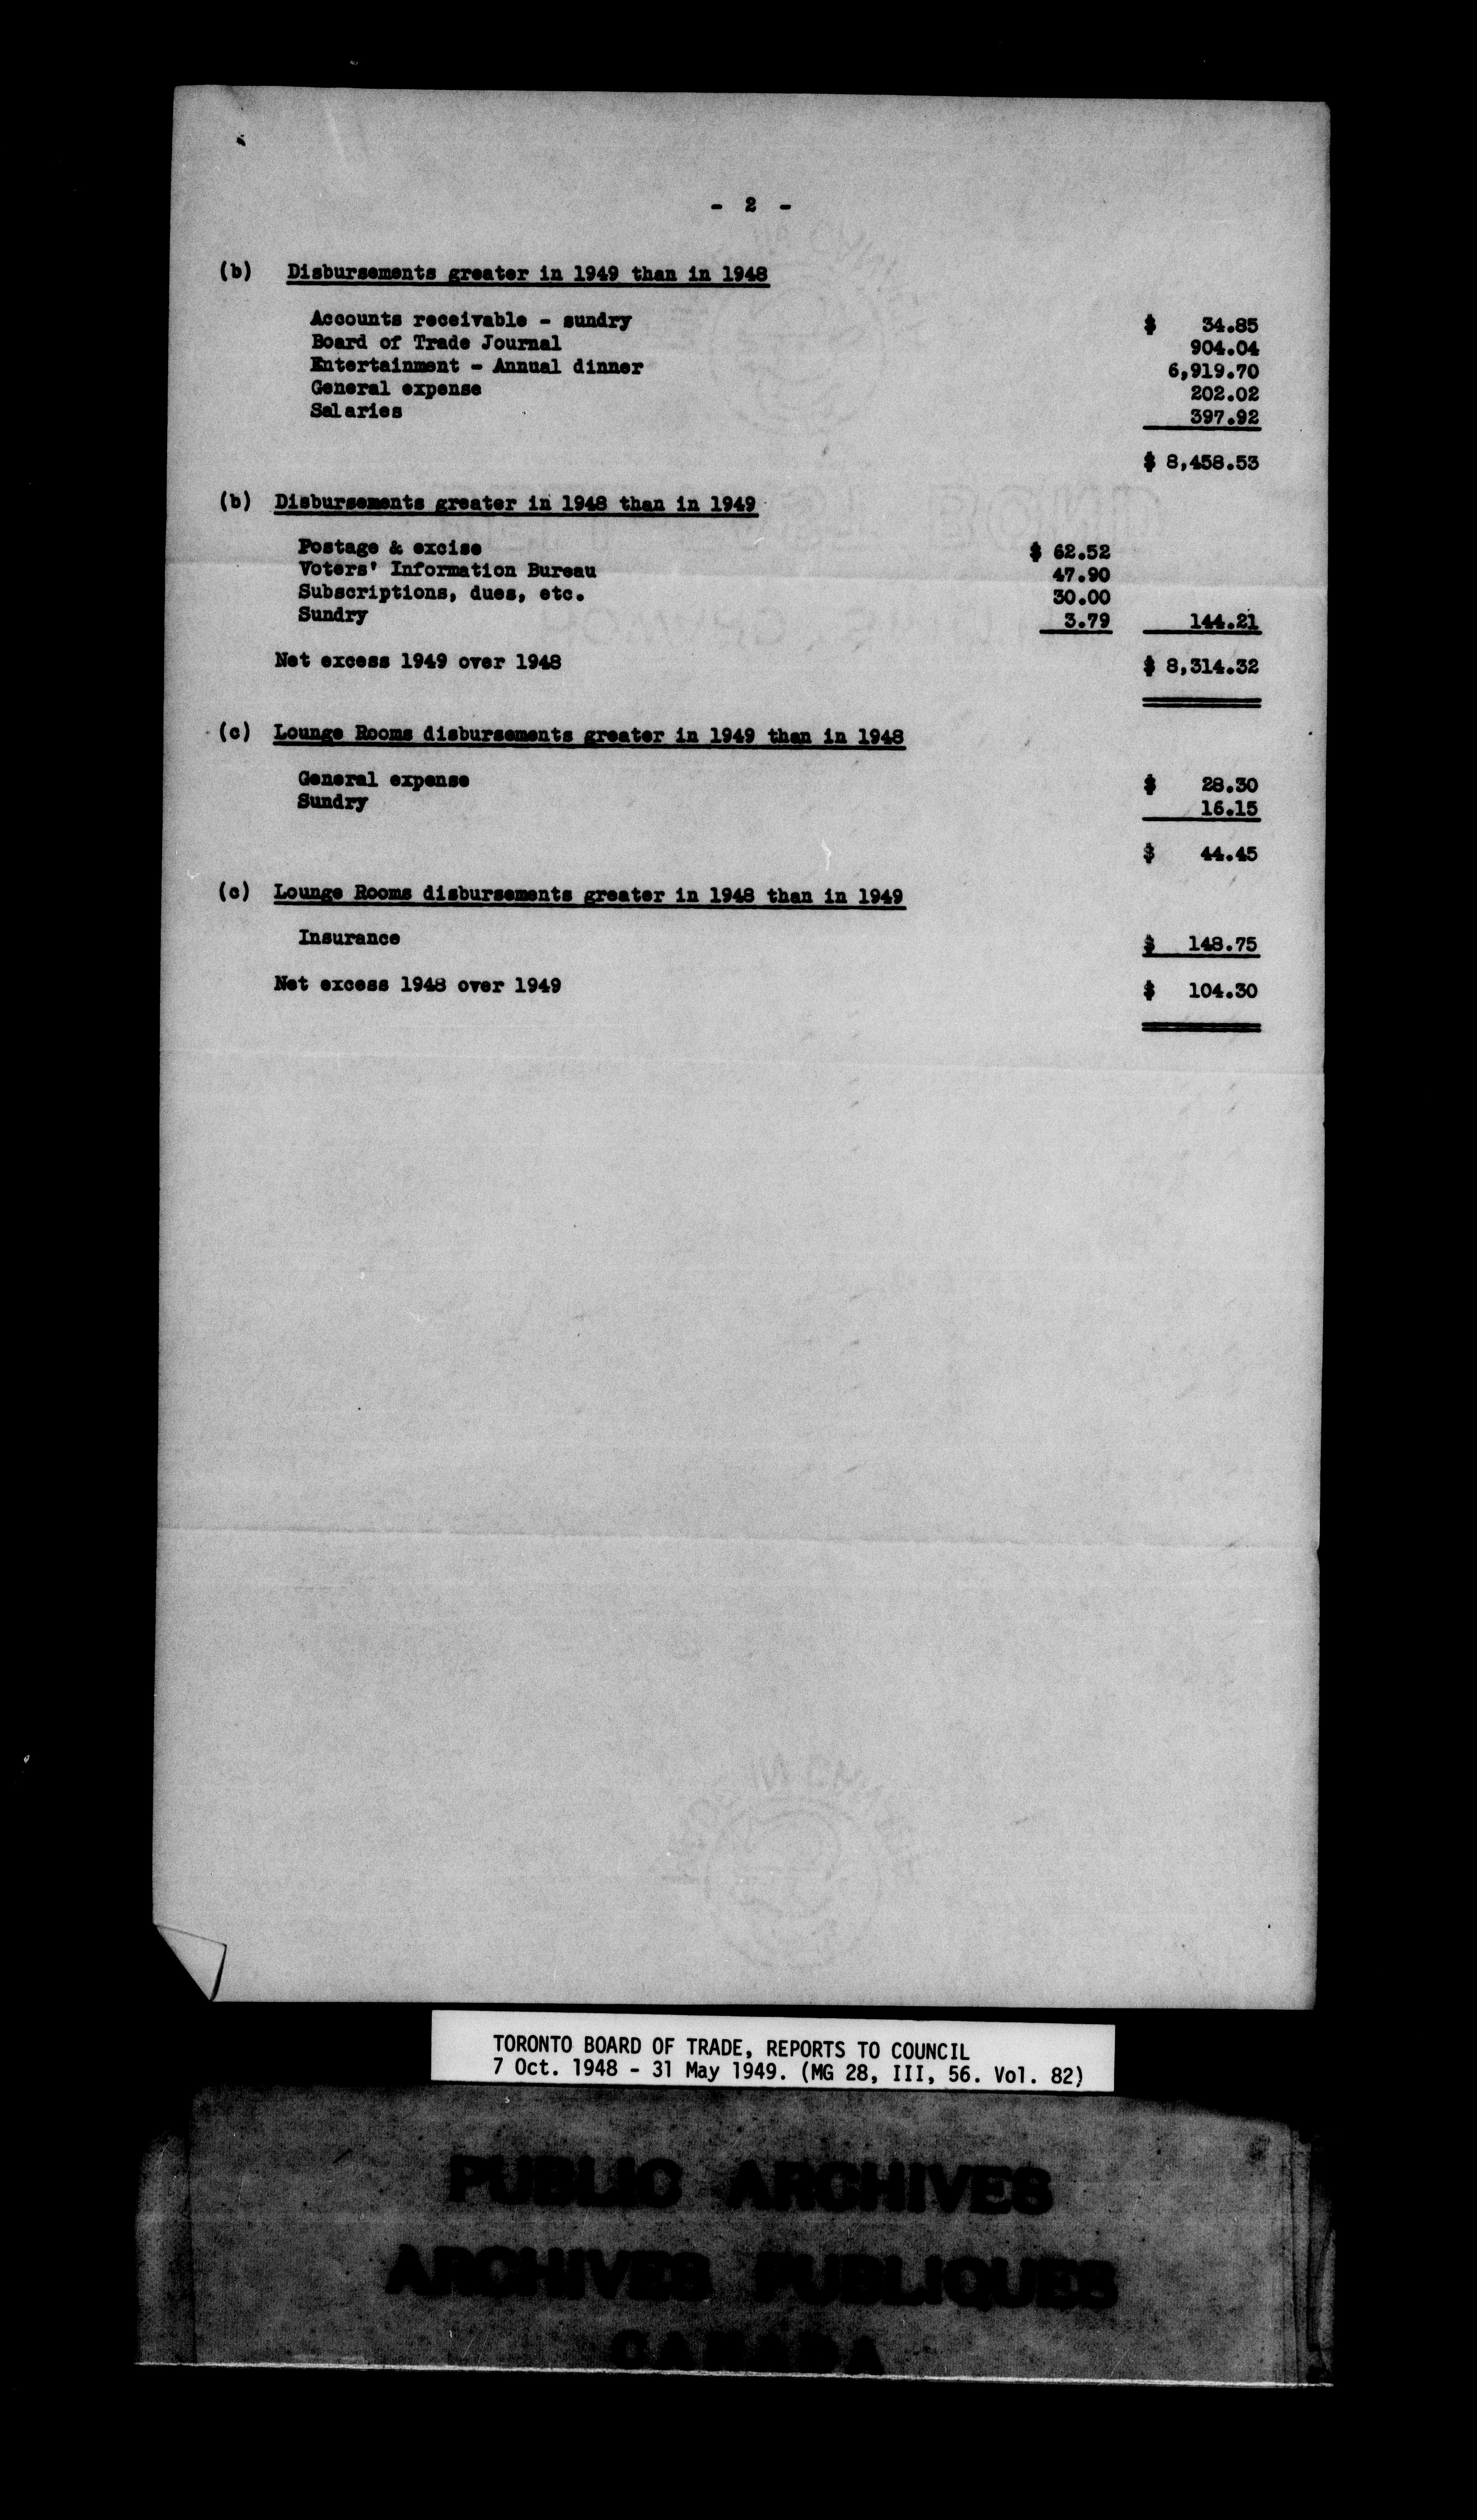 - 2 -
(b) Disbursements greater in 1949 than in 1948
Accounts receivable - sundry $ 34.85
Board of Trade Journal 904.04
Entertainment - Annual dinner 6,919.70
General expense 202.02
Salaries 397.92
$ 8,458.53
(b) Disbursements greater in 1948 than in 1949
Postage & excise $ 62.52
Voters' Information Bureau 47.90
Subscriptions, dues, etc. 30.00
Sundry 3.79 144.21
Net excess 1949 over 1948 $ 8,314.32
(c) Lounge Rooms disbursements greater in 1949 than in 1948
General expense $ 28.30
Sundry 16.15
$ 44.45
(c) Lounge Rooms disbursements greater in 1948 than in 1949
Insurance $ 148.75
Net excess 1948 over 1949 $ 104.30
TORONTO BOARD OF TRADE, REPORTS TO COUNCIL
7 Oct. 1948 - 31 May 1949. (MG 28, III, 56. Vol. 82)
PUBLIC ARCHIVES
ARCHIVES PUBLIQUES
CANADA